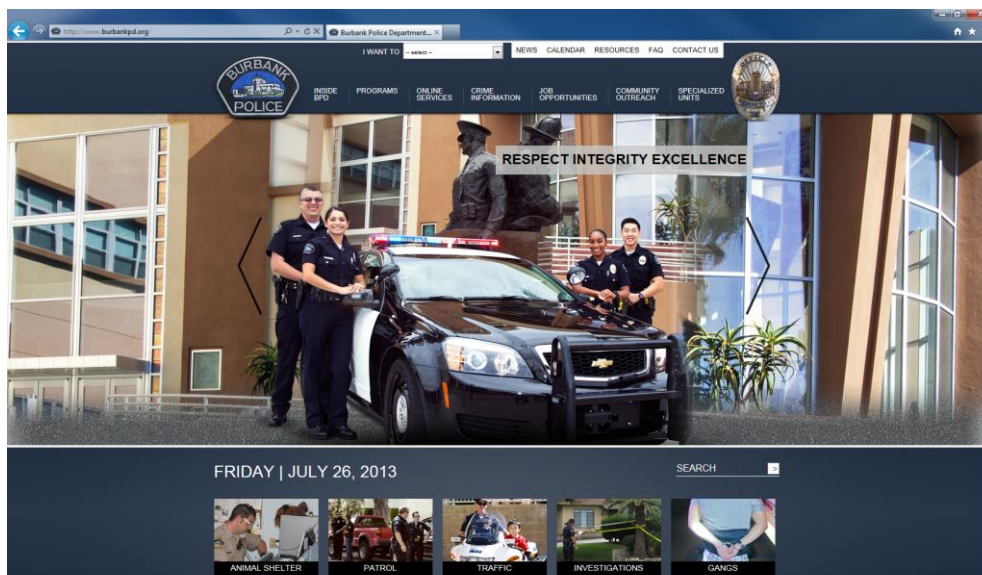 http://www.burbankpd.org/
Burbank Police Department...
I WANT TO -- select --
NEWS CALENDAR RESOURCES FAQ CONTACT US
BURBANK
POLICE
INSIDE BPD
PROGRAMS
ONLINE SERVICES
CRIME INFORMATION
JOB OPPORTUNITIES
COMMUNITY OUTREACH
SPECIALIZED UNITS
RESPECT INTEGRITY EXCELLENCE
FRIDAY | JULY 26, 2013
SEARCH >
ANIMAL SHELTER
PATROL
TRAFFIC
INVESTIGATIONS
GANGS